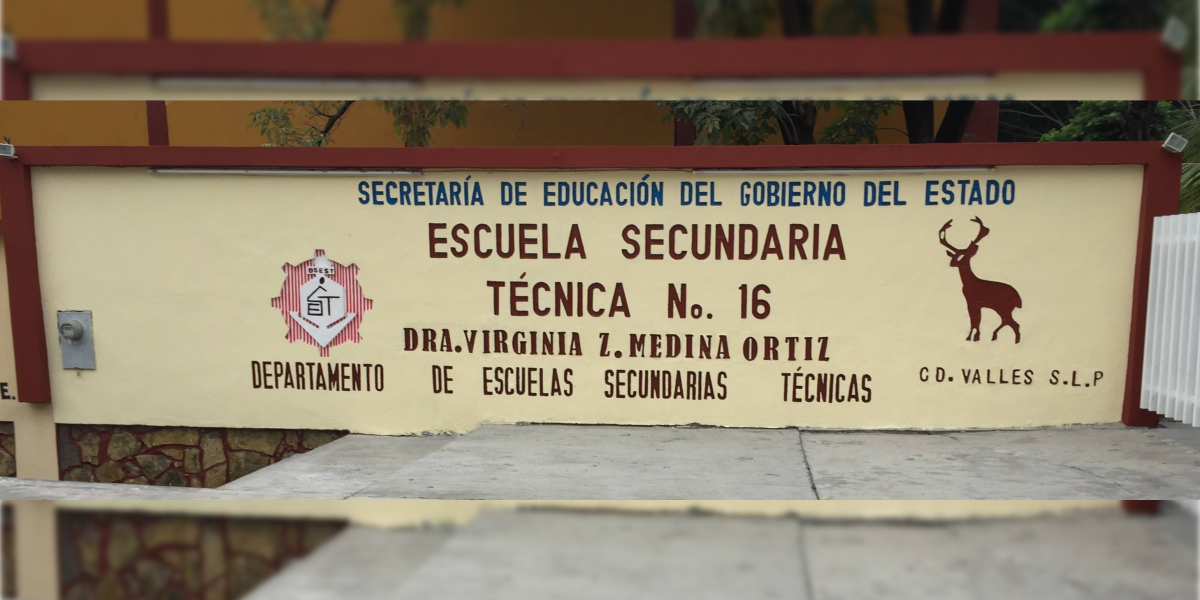 SECRETARÍA DE EDUCACIÓN DEL GOBIERNO DEL ESTADO
ESCUELA SECUNDARIA
TÉCNICA No. 16
DRA. VIRGINIA Z. MEDINA ORTIZ
DEPARTAMENTO DE ESCUELAS SECUNDARIAS TÉCNICAS
DGEST
CD. VALLES S.L.P
E.